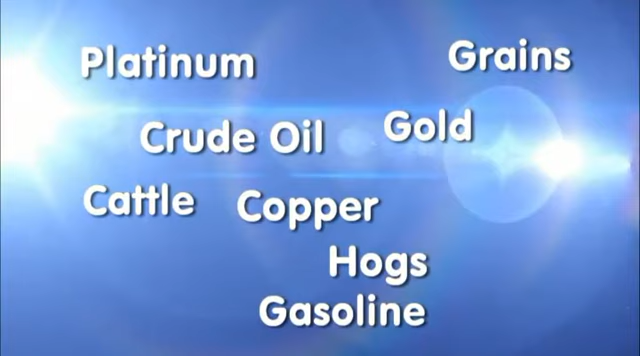 Platinum
Grains
Crude Oil
Gold
Cattle
Copper
Hogs
Gasoline